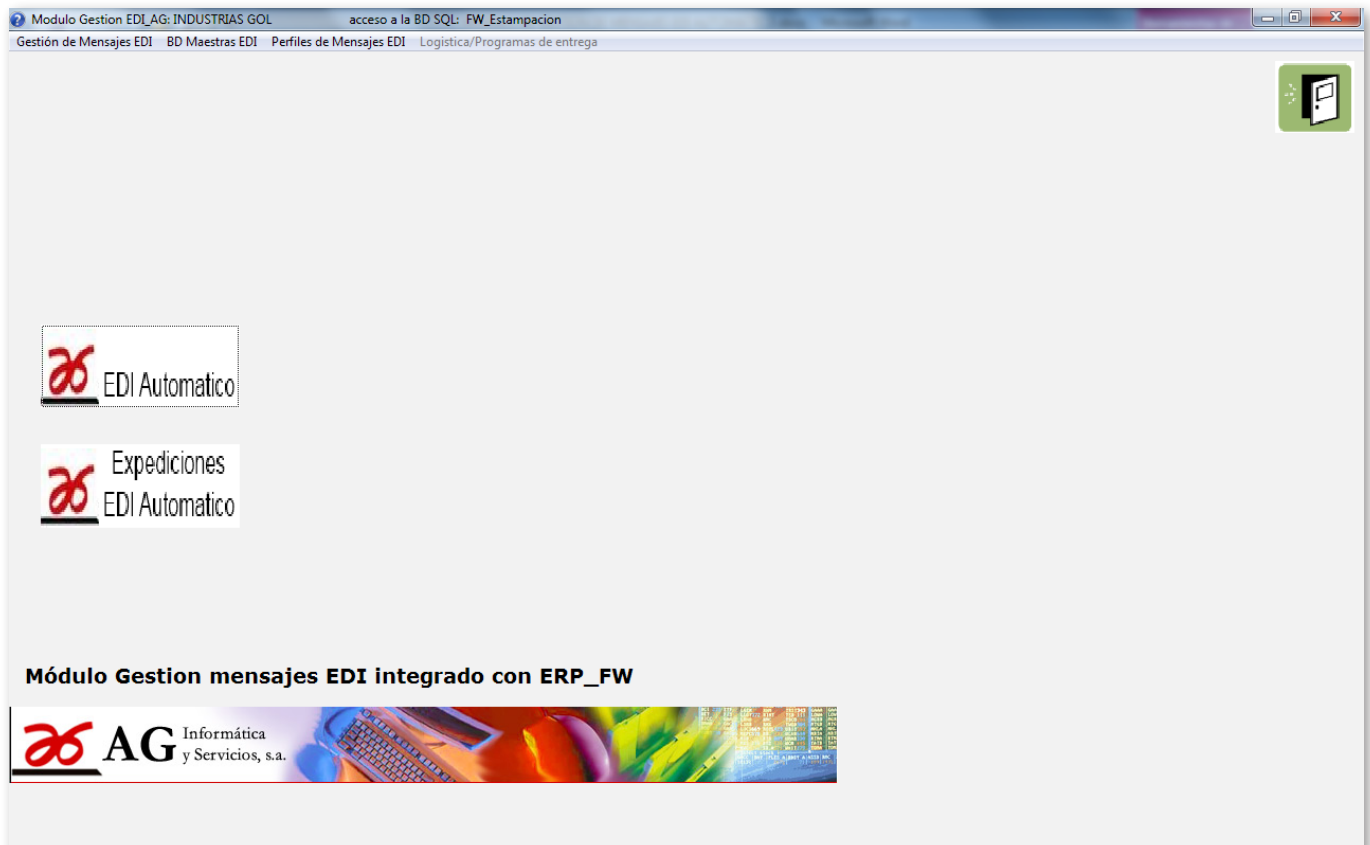 Modulo Gestion EDI_AG: INDUSTRIAS GOL acceso a la BD SQL: FW_Estampacion
Gestión de Mensajes EDI BD Maestras EDI Perfiles de Mensajes EDI Logistica/Programas de entrega
EDI Automatico
Expediciones
EDI Automatico
Módulo Gestion mensajes EDI integrado con ERP_FW
AG Informática
y Servicios, s.a.